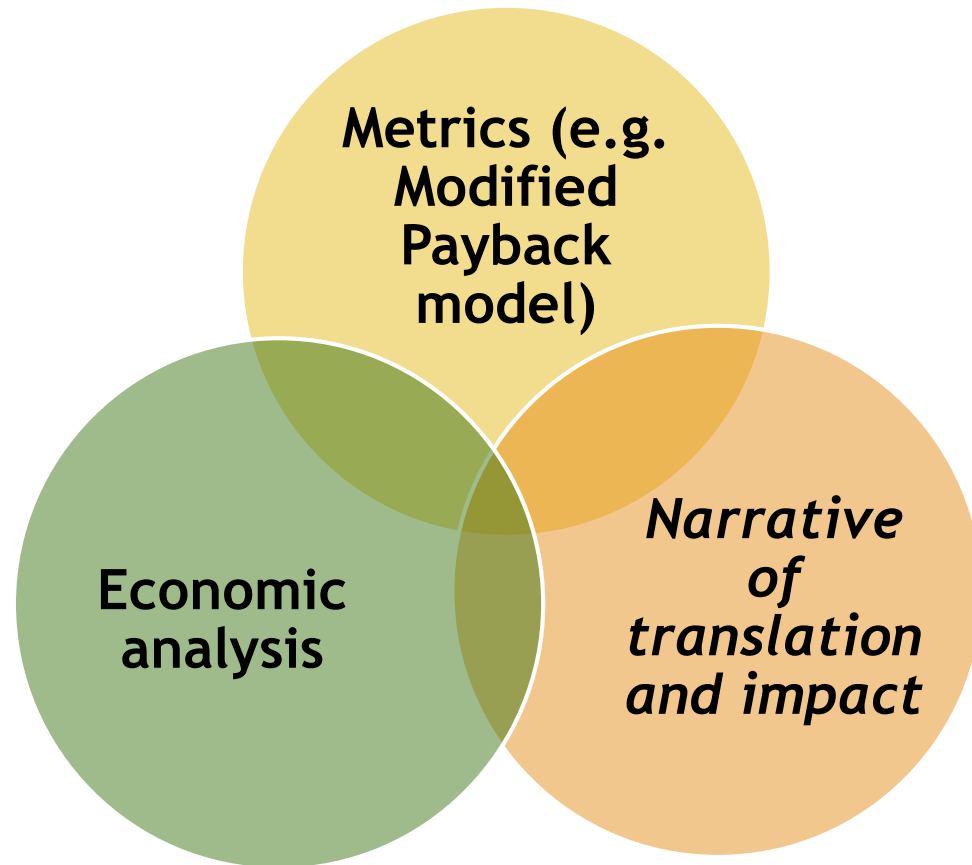 Metrics (e.g.
Modified
Payback
model)
Economic
analysis
Narrative
of
translation
and impact